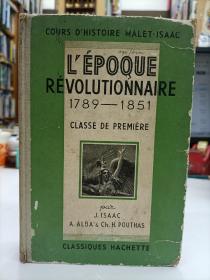 COURS D'HISTOIRE MALET-ISAAC
L'ÉPOQUE
RÉVOLUTIONNAIRE
1789—1851
CLASSE DE PREMIÈRE
par
J. ISAAC
A. ALBA & Ch. H. POUTHAS
CLASSIQUES HACHETTE